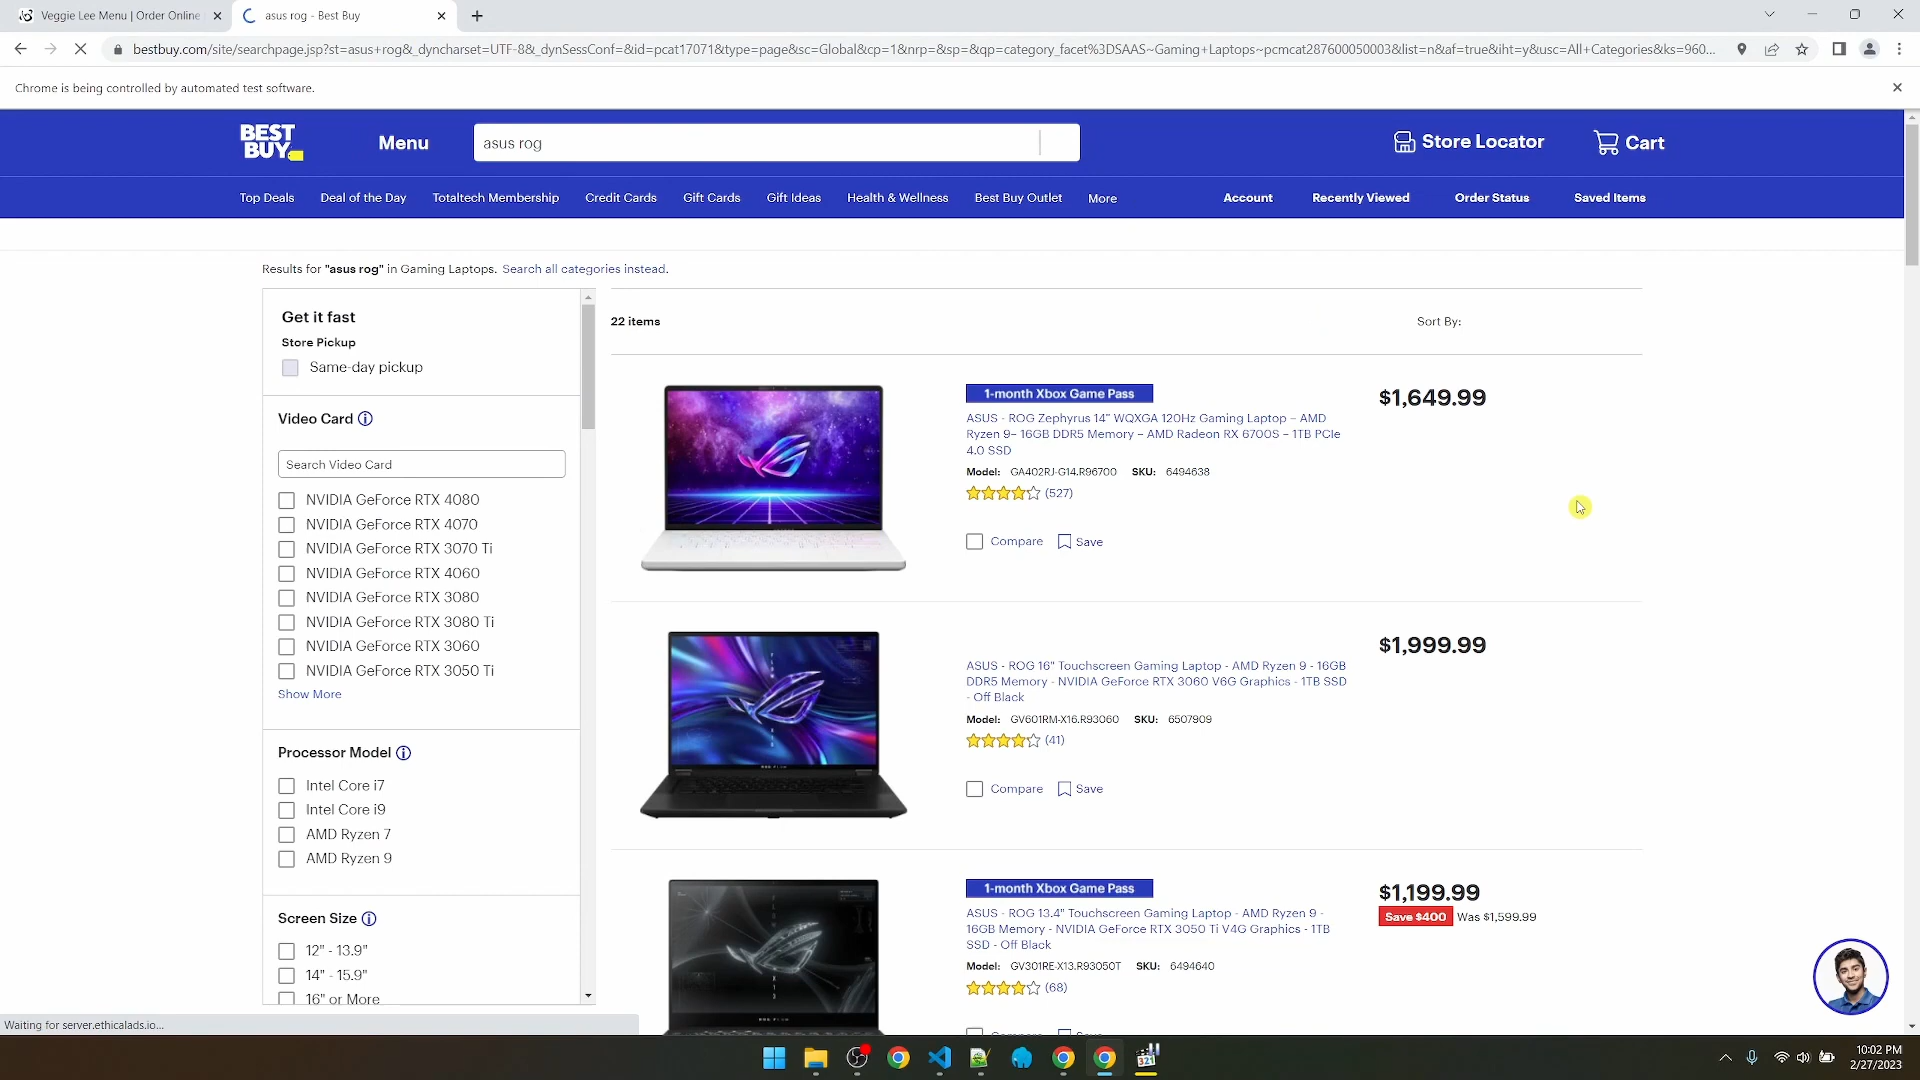 Veggie Lee Menu | Order Online
asus rog - Best Buy
bestbuy.com/site/searchpage.jsp?st=asus+rog&_dyncharset=UTF-8&_dynSessConf=&id=pcat17071&type=page&sc=Global&cp=1&nrp=&sp=&qp=category_facet%3DSAAS~Gaming+Laptops~pcmcat287600050003&list=n&af=true&iht=y&usc=All+Categories&ks=960...
Chrome is being controlled by automated test software.
BEST
BUY
Menu
asus rog
Store Locator
Cart
Top Deals
Deal of the Day
Totaltech Membership
Credit Cards
Gift Cards
Gift Ideas
Health & Wellness
Best Buy Outlet
More
Account
Recently Viewed
Order Status
Saved Items
Results for "asus rog" in Gaming Laptops. Search all categories instead.
Get it fast
Store Pickup
Same-day pickup
Video Card
Search Video Card
NVIDIA GeForce RTX 4080
NVIDIA GeForce RTX 4070
NVIDIA GeForce RTX 3070 Ti
NVIDIA GeForce RTX 4060
NVIDIA GeForce RTX 3080
NVIDIA GeForce RTX 3080 Ti
NVIDIA GeForce RTX 3060
NVIDIA GeForce RTX 3050 Ti
Show More
Processor Model
Intel Core i7
Intel Core i9
AMD Ryzen 7
AMD Ryzen 9
Screen Size
12" - 13.9"
14" - 15.9"
16" or More
22 items
Sort By:
1-month Xbox Game Pass
ASUS - ROG Zephyrus 14" WQXGA 120Hz Gaming Laptop – AMD
Ryzen 9– 16GB DDR5 Memory – AMD Radeon RX 6700S – 1TB PCIe
4.0 SSD
Model: GA402RJ-G14.R96700 SKU: 6494638
(527)
Compare
Save
$1,649.99
ASUS - ROG 16" Touchscreen Gaming Laptop - AMD Ryzen 9 - 16GB
DDR5 Memory - NVIDIA GeForce RTX 3060 V6G Graphics - 1TB SSD
- Off Black
Model: GV601RM-X16.R93060 SKU: 6507909
(41)
Compare
Save
$1,999.99
1-month Xbox Game Pass
ASUS - ROG 13.4" Touchscreen Gaming Laptop - AMD Ryzen 9 -
16GB Memory - NVIDIA GeForce RTX 3050 Ti V4G Graphics - 1TB
SSD - Off Black
Model: GV301RE-X13.R93050T SKU: 6494640
(68)
Compare
Save
$1,199.99
Save $400 Was $1,599.99
Waiting for server.ethicalads.io...
321
10:02 PM
2/27/2023